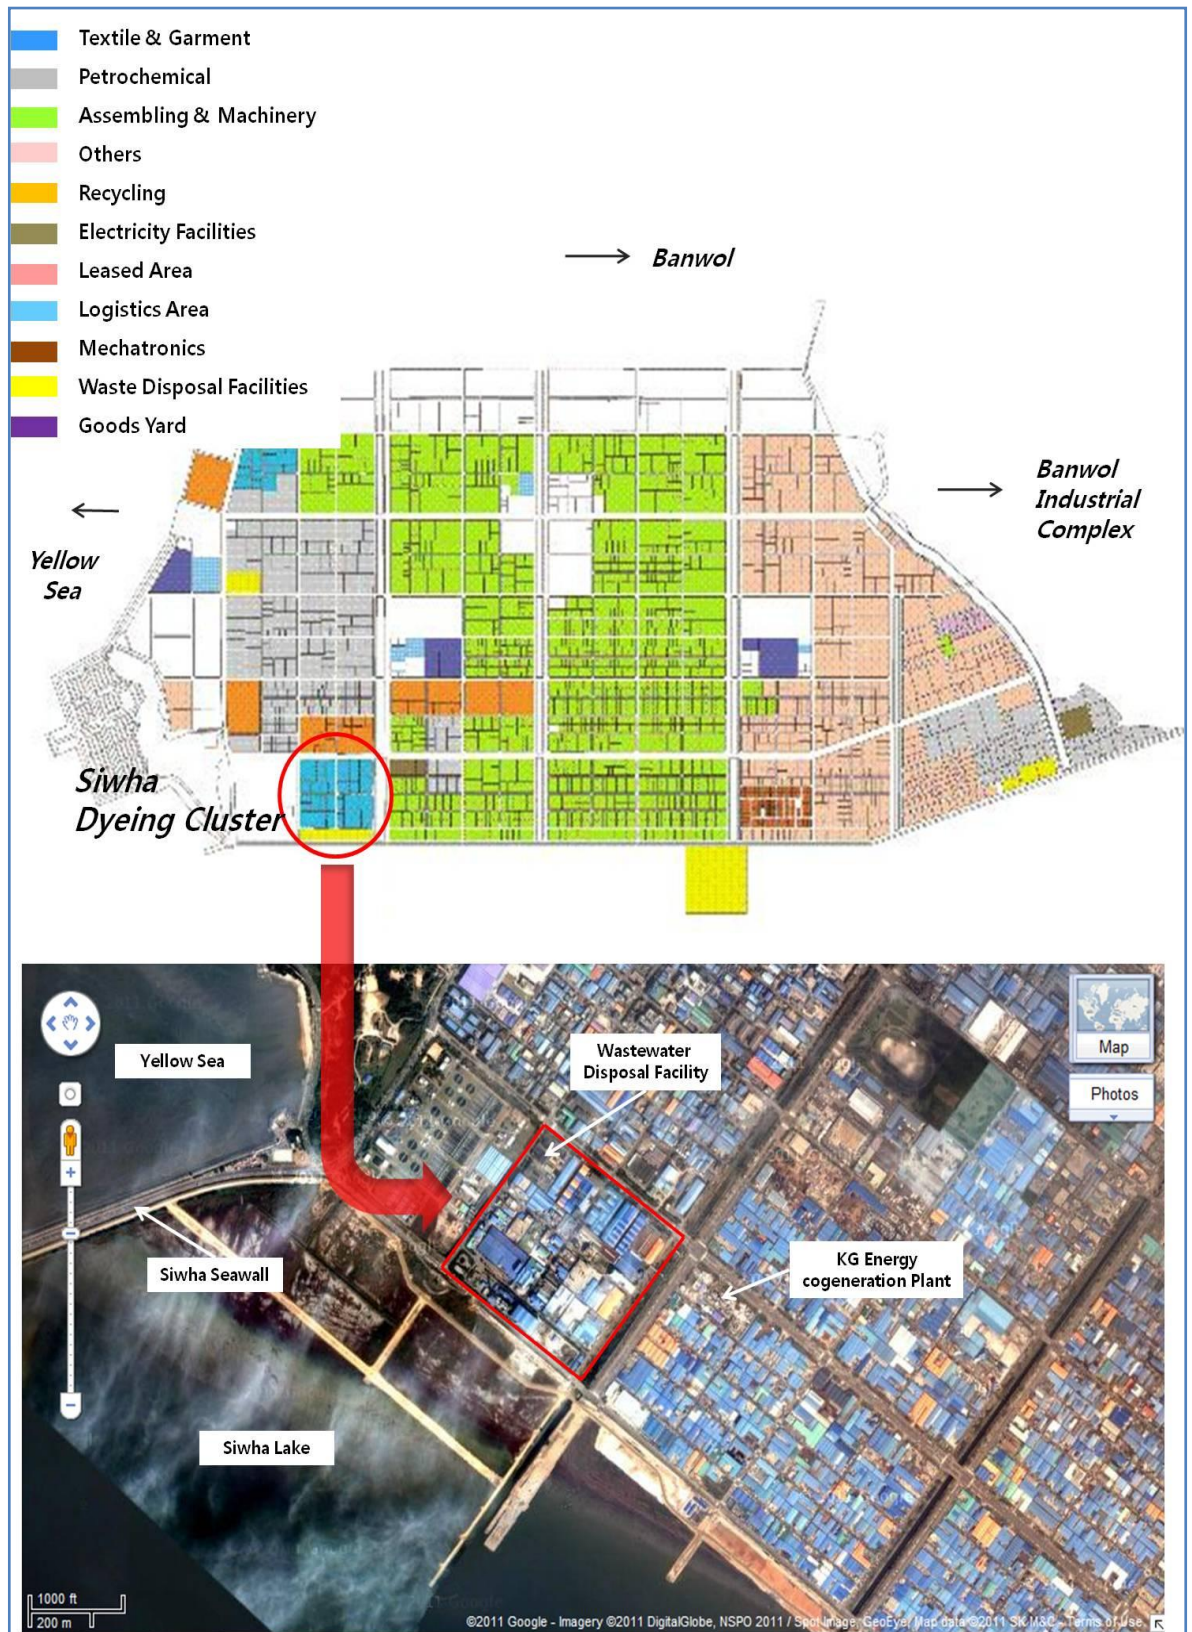 Textile & Garment
Petrochemical
Assembling & Machinery
Others
Recycling
Electricity Facilities
Leased Area
Logistics Area
Mechatronics
Waste Disposal Facilities
Goods Yard
Banwol
Banwol
Industrial
Complex
Yellow
Sea
Siwha
Dyeing Cluster
Yellow Sea
Wastewater
Disposal Facility
Map
Photos
Siwha Seawall
KG Energy
cogeneration Plant
Siwha Lake
1000 ft
200 m
©2011 Google - Imagery ©2011 DigitalGlobe, NSPO 2011 / Spot Image, GeoEye, Map data ©2011 SK M&C - Terms of Use